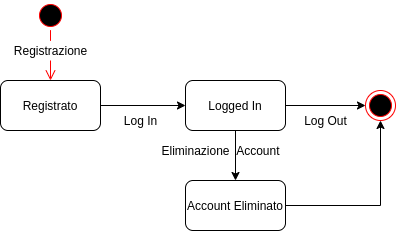 Registrazione
Registrato
Logged In
Log In
Log Out
Eliminazione Account
Account Eliminato